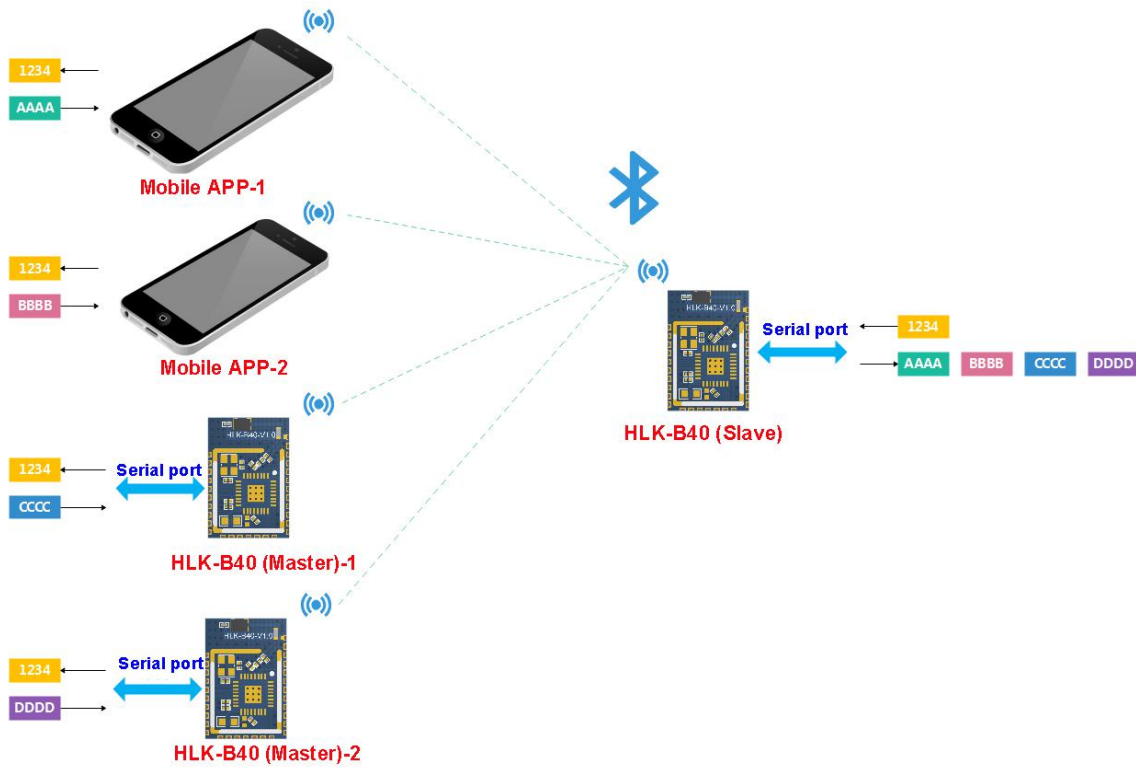 1234
AAAA
Mobile APP-1
1234
BBBB
Mobile APP-2
HLK-B40-V1.0
Serial port
1234
AAAA BBBB CCCC DDDD
HLK-B40 (Slave)
HLK-B40-V1.0
1234
Serial port
CCCC
HLK-B40 (Master)-1
HLK-B40-V1.0
1234
Serial port
DDDD
HLK-B40 (Master)-2